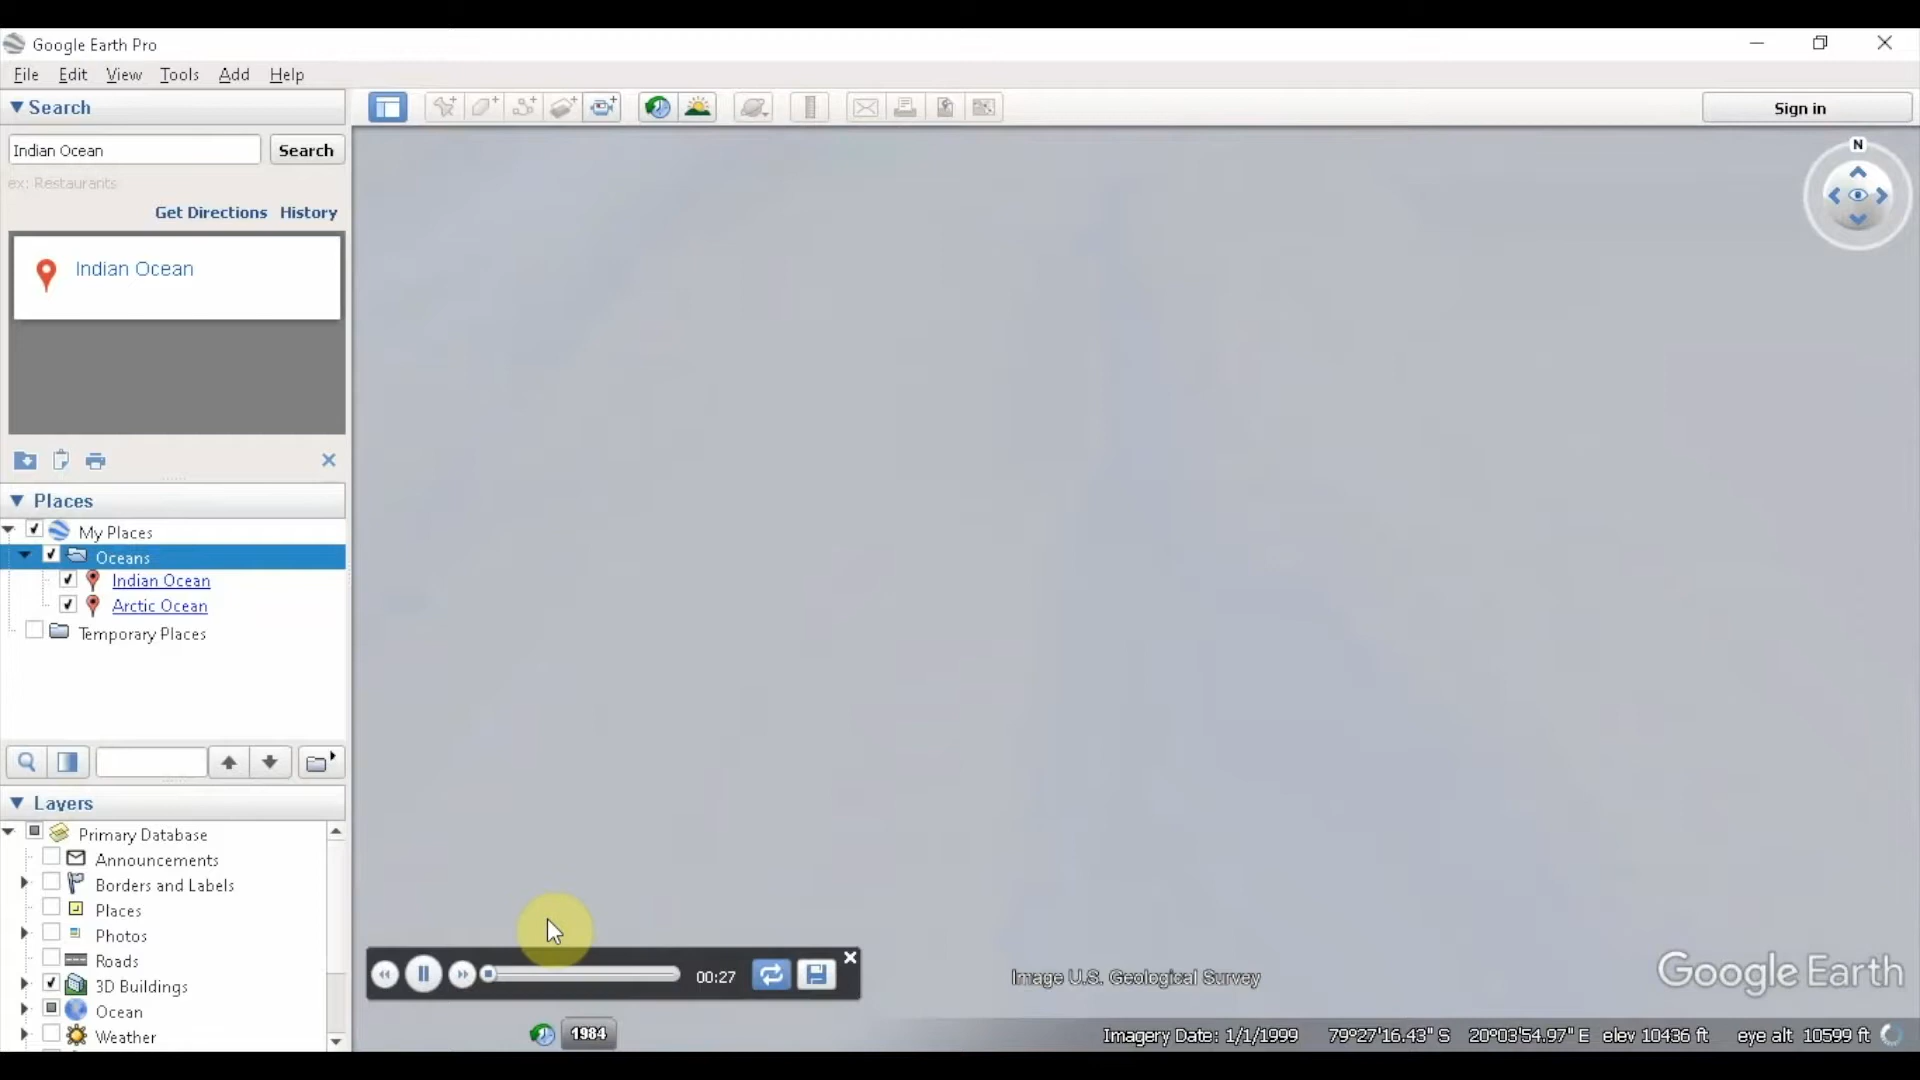 Google Earth Pro
File Edit View Tools Add Help
Search
Sign in
Indian Ocean Search
ex: Restaurants
Get Directions History
N
Indian Ocean
Places
My Places
Oceans
Indian Ocean
Arctic Ocean
Temporary Places
Layers
Primary Database
Announcements
Borders and Labels
Places
Photos
Roads
3D Buildings
Ocean
Weather
00:27
Image U.S. Geological Survey
Google Earth
1984
Imagery Date: 1/1/1999 79°27'16.43" S 20°03'54.97" E elev 10436 ft eye alt 10599 ft